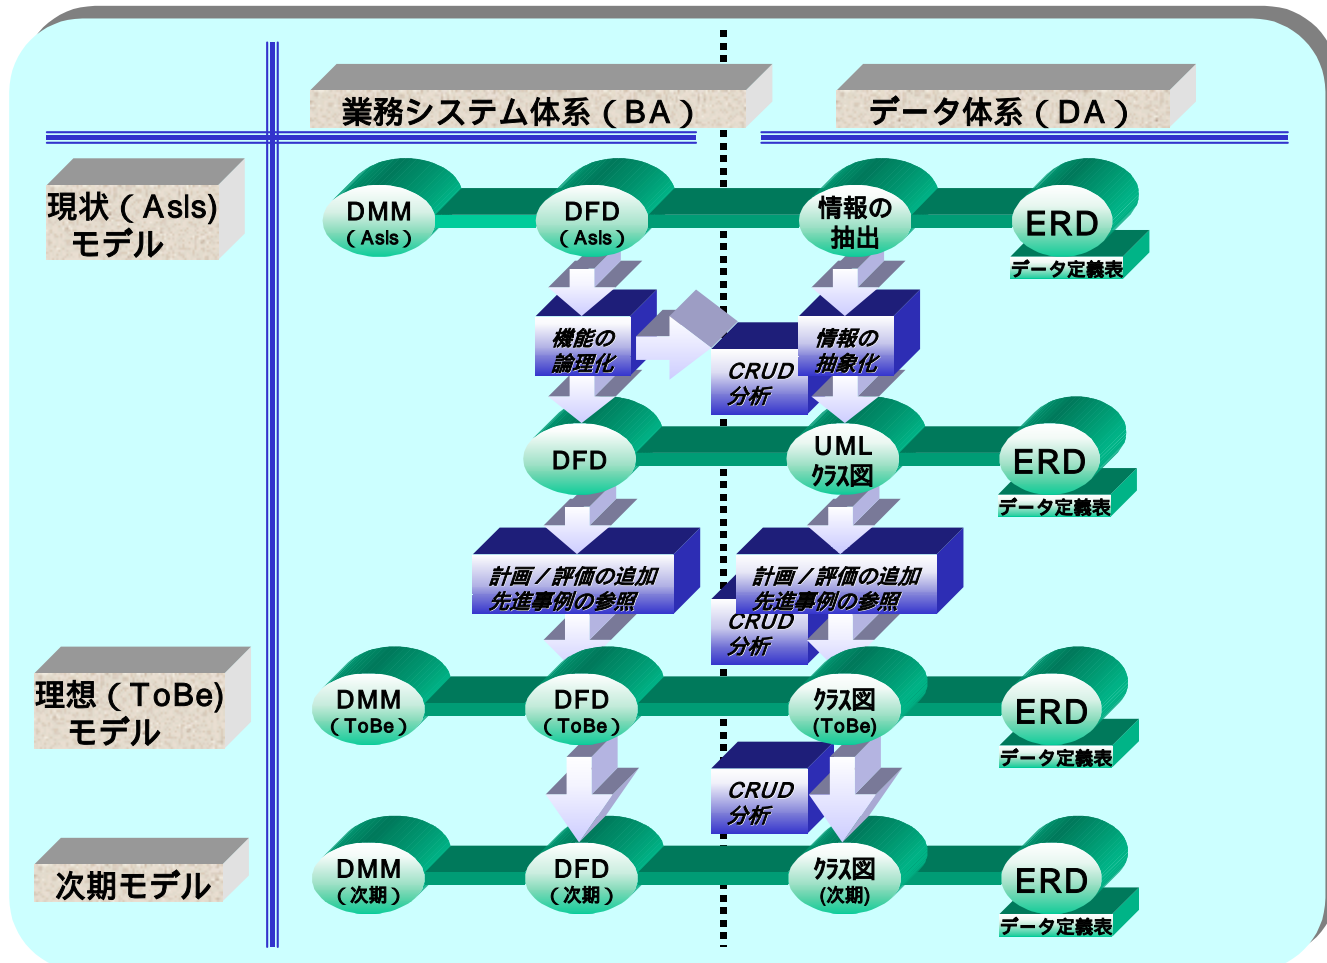 業務システム体系（BA）
データ体系（DA）
現状（AsIs)
モデル
DMM
（AsIs）
DFD
（AsIs）
情報の
抽出
ERD
データ定義表
機能の
論理化
CRUD
分析
情報の
抽象化
DFD
UML
クラス図
ERD
データ定義表
計画／評価の追加
先進事例の参照
計画／評価の追加
先進事例の参照
CRUD
分析
理想（ToBe)
モデル
DMM
（ToBe）
DFD
（ToBe）
クラス図
(ToBe)
ERD
データ定義表
CRUD
分析
次期モデル
DMM
（次期）
DFD
（次期）
クラス図
(次期)
ERD
データ定義表